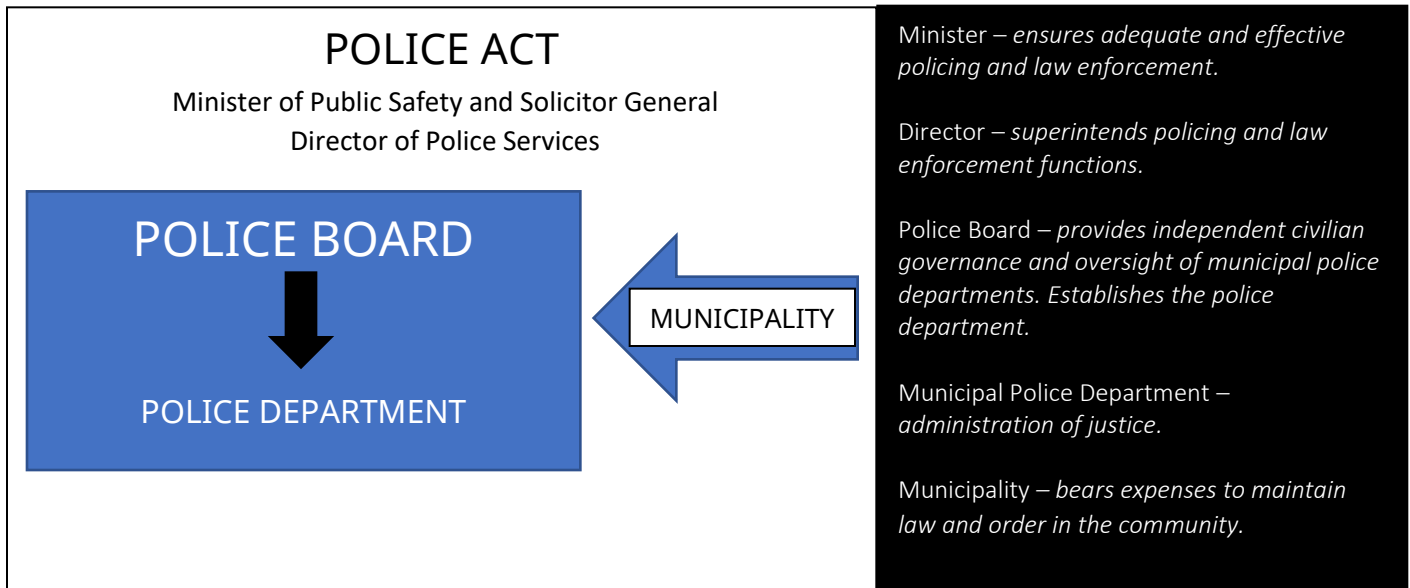 POLICE ACT
Minister of Public Safety and Solicitor General
Director of Police Services
POLICE BOARD
POLICE DEPARTMENT
MUNICIPALITY
Minister – ensures adequate and effective
policing and law enforcement.
Director – superintends policing and law
enforcement functions.
Police Board – provides independent civilian
governance and oversight of municipal police
departments. Establishes the police
department.
Municipal Police Department –
administration of justice.
Municipality – bears expenses to maintain
law and order in the community.